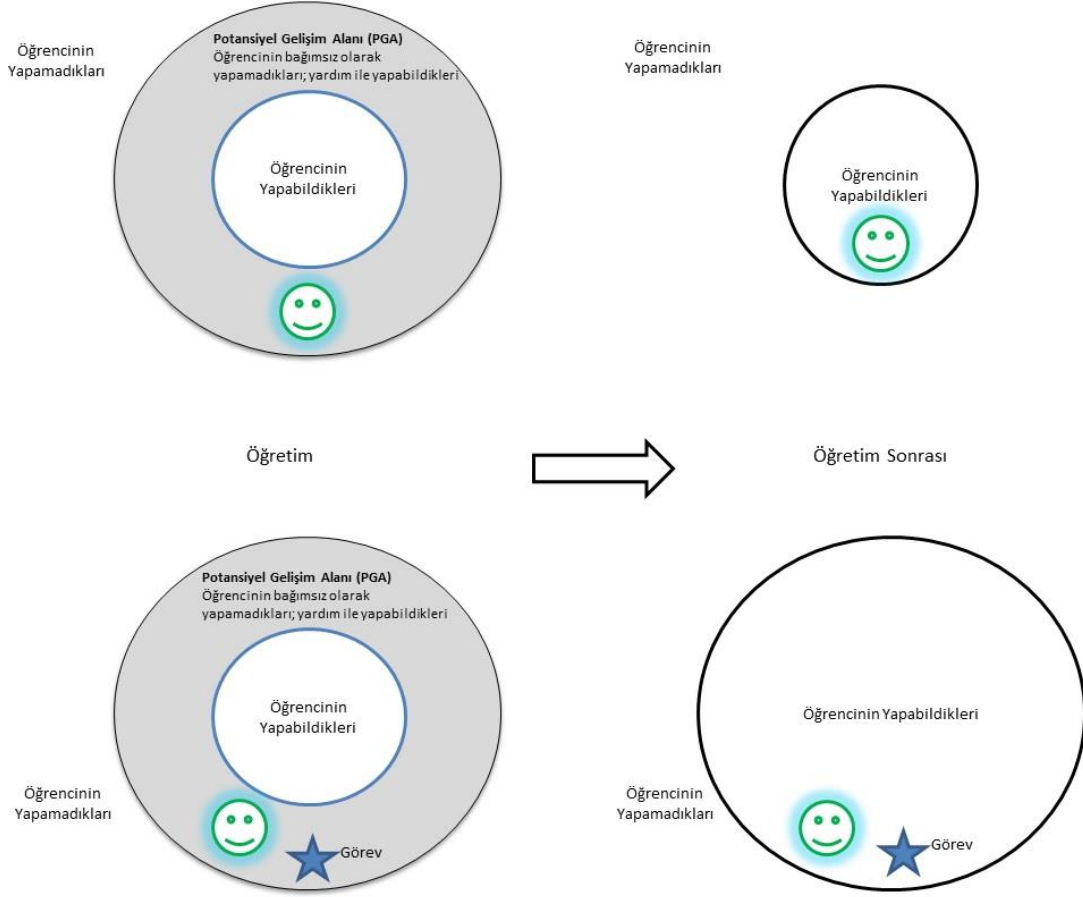 Öğrencinin
Yapamadıkları
Potansiyel Gelişim Alanı (PGA)
Öğrencinin bağımsız olarak
yapamadıkları; yardım ile yapabildikleri
Öğrencinin
Yapabildikleri
Öğrencinin
Yapamadıkları
Öğrencinin
Yapabildikleri
Öğretim
Öğretim Sonrası
Potansiyel Gelişim Alanı (PGA)
Öğrencinin bağımsız olarak
yapamadıkları; yardım ile yapabildikleri
Öğrencinin
Yapabildikleri
Öğrencinin
Yapamadıkları
Görev
Öğrencinin Yapabildikleri
Öğrencinin
Yapamadıkları
Görev